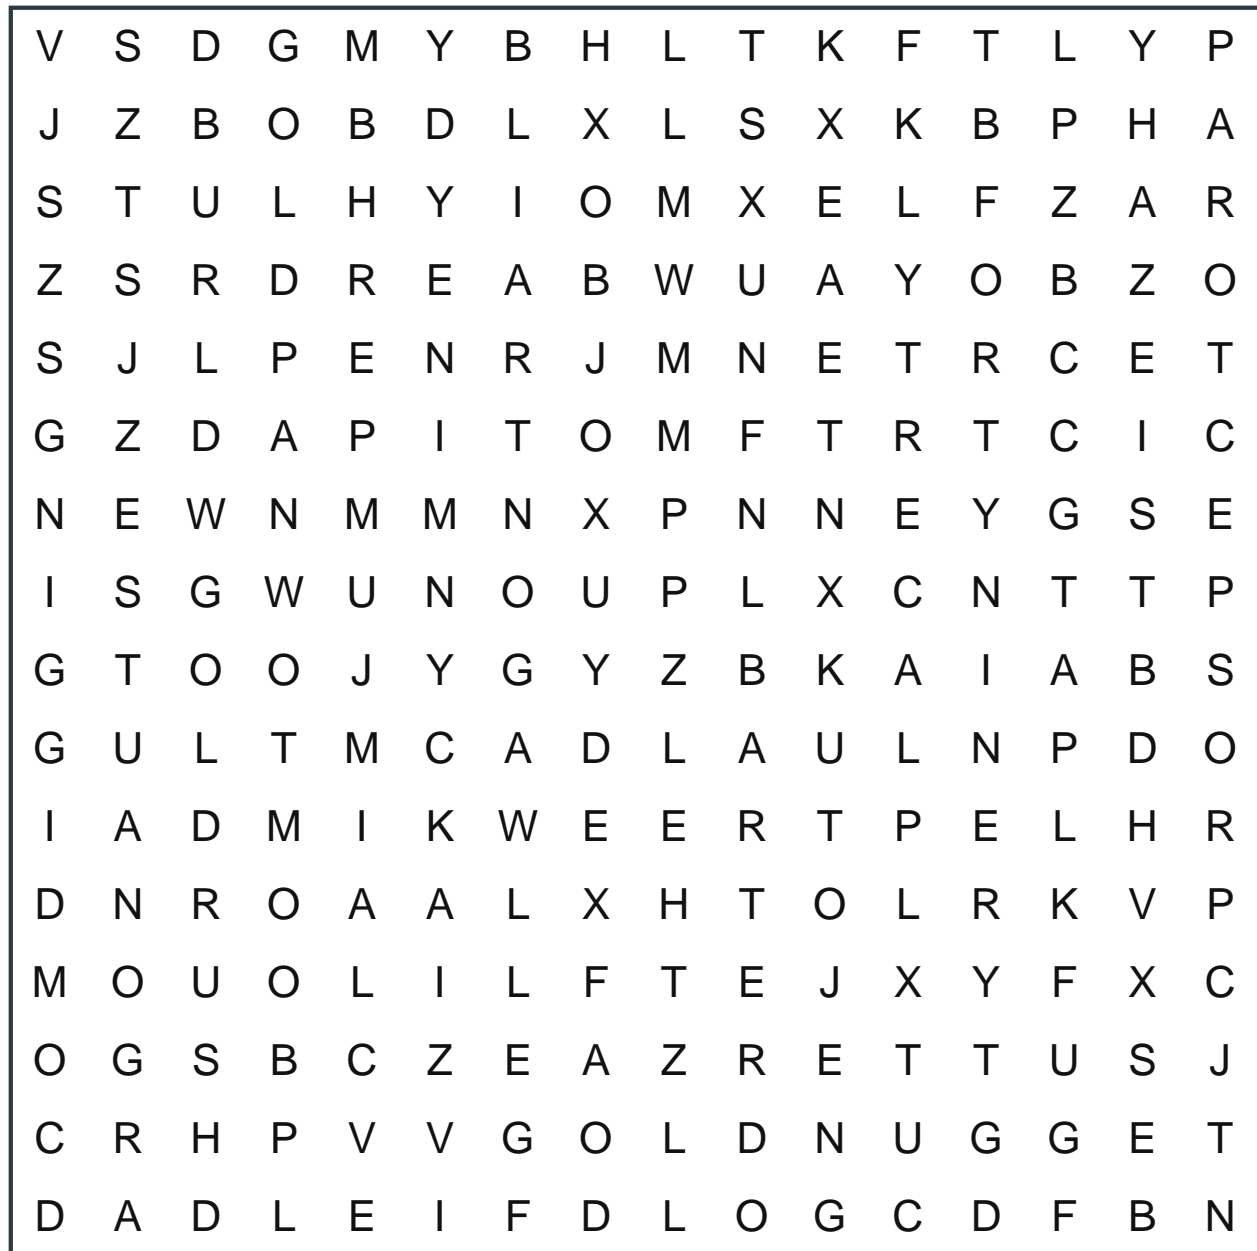 V S D G M Y B H L T K F T L Y P
J Z B O B D L X L S X K B P H A
S T U L H Y I O M X E L F Z A R
Z S R D R E A B W U A Y O B Z O
S J L P E N R J M N E T R C E T
G Z D A P I T O M F T R T C I C
N E W N M M N X P N N E Y G S E
I S G W U N O U P L X C N T T P
G T O O J Y G Y Z B K A I A B S
G U L T M C A D L A U L N P D O
I A D M I K W E E R T P E L H R
D N R O A A L X H T O L R K V P
M O U O L I L F T E J X Y F X C
O G S B C Z E A Z R E T T U S J
C R H P V V G O L D N U G G E T
D A D L E I F D L O G C D F B N